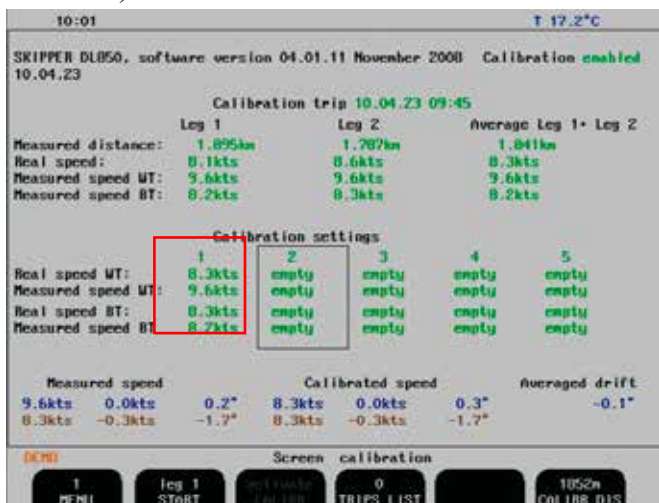 10:01 T 17.2°C
SKIPPER DL850, software version 04.01.11 November 2008 Calibration enabled
10.04.23
Calibration trip 10.04.23 09:45
Leg 1 Leg 2 Average Leg 1+ Leg 2
Measured distance: 1.895km 1.787km 1.841km
Real speed: 8.1kts 8.6kts 8.3kts
Measured speed WT: 9.6kts 9.6kts 9.6kts
Measured speed BT: 8.2kts 8.3kts 8.2kts
Calibration settings
1 2 3 4 5
Real speed WT: 8.3kts empty empty empty empty
Measured speed WT: 9.6kts empty empty empty empty
Real speed BT: 8.3kts empty empty empty empty
Measured speed BT 8.2kts empty empty empty empty
Measured speed Calibrated speed Averaged drift
9.6kts 0.0kts 0.2° 8.3kts 0.0kts 0.3° -0.1°
8.3kts -0.3kts -1.7° 8.3kts -0.3kts -1.7°
DEMO Screen calibration
1 leg 1 0 1852m
MENU START TRIPS LIST COLIBR DIS